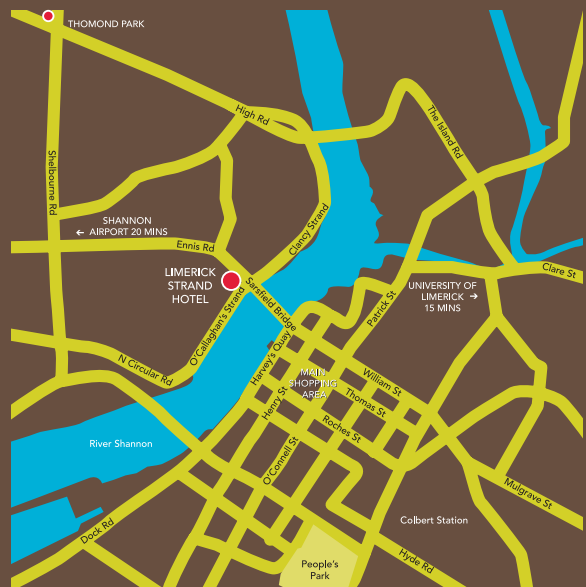 THOMOND PARK
High Rd
The Island Rd
Shelbourne Rd
SHANNON
← AIRPORT 20 MINS
Ennis Rd
Clancy Strand
Clare St
LIMERICK
STRAND
HOTEL
Sarsfield Bridge
UNIVERSITY OF
LIMERICK →
15 MINS
Patrick St
O'Callaghan's Strand
N Circular Rd
Harvey's Quay
MAIN
SHOPPING
AREA
William St
Thomas St
Henry St
Roches St
River Shannon
O'Connell St
Mulgrave St
Colbert Station
Dock Rd
Hyde Rd
People's
Park